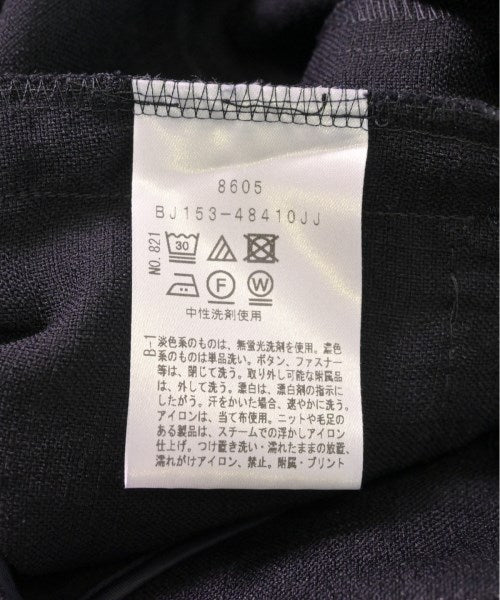 8605
BJ153-48410JJ
NO.821
30
F W
中性洗剤使用
B-1
淡色系のものは、無蛍光洗剤を使用。濃色
系のものは単品洗い。ボタン、ファスナー
等は、閉じて洗う。取り外し可能な附属品
は、外して洗う。漂白は、漂白剤の指示に
したがう。汗をかいた場合、速やかに洗う。
アイロンは、当て布使用。ニットや毛足の
ある製品は、スチームでの浮かしアイロン
仕上げ。つけ置き洗い・濡れたままの放置、
濡れがけアイロン、禁止。附属・プリント